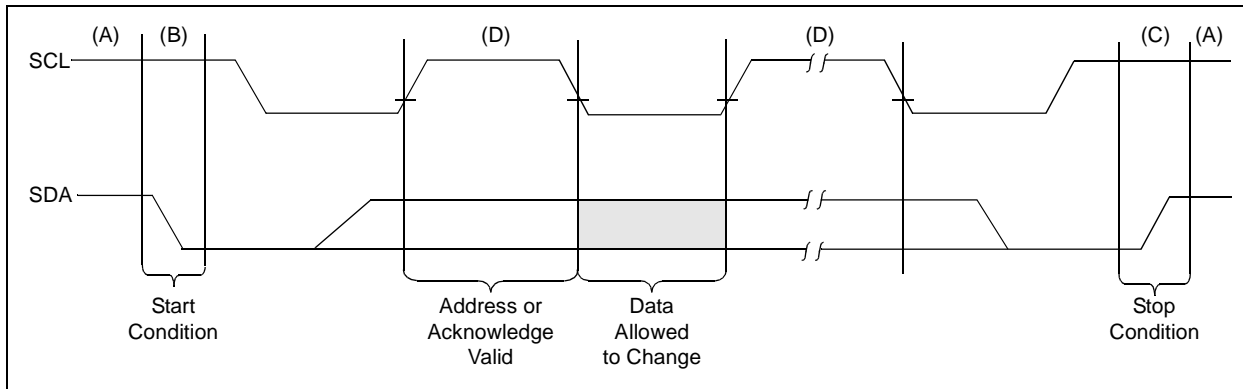 (A) (B) (D) (D) (C) (A)
SCL
SDA
Start
Condition
Address or
Acknowledge
Valid
Data
Allowed
to Change
Stop
Condition